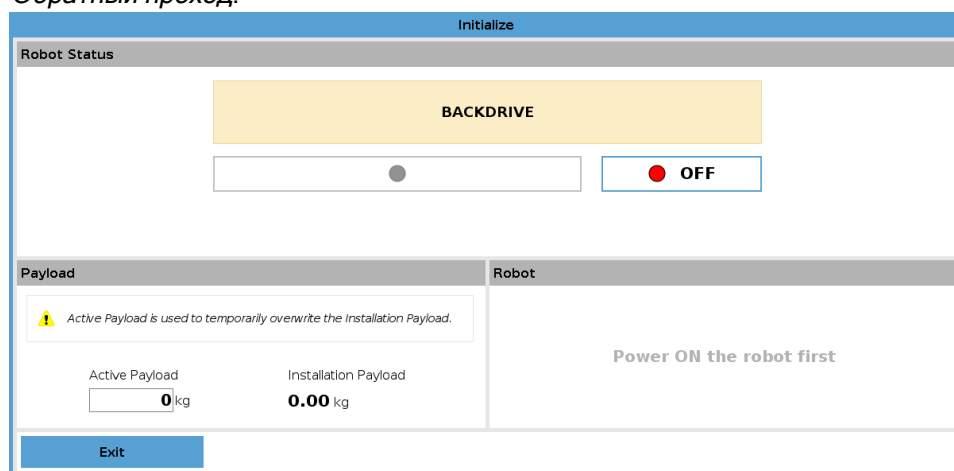 Обратный проход.
Initialize
Robot Status
BACKDRIVE
OFF
Payload
Robot
Active Payload is used to temporarily overwrite the Installation Payload.
Power ON the robot first
Active Payload
Installation Payload
0 kg
0.00 kg
Exit